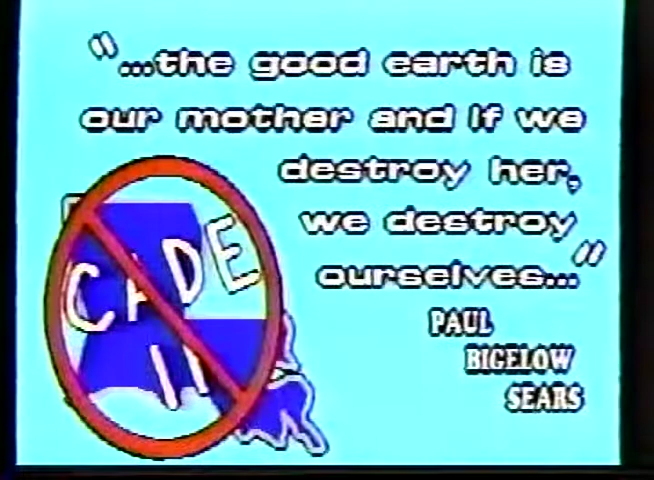 "...the good earth is
our mother and if we
destroy her,
we destroy
ourselves..."
PAUL
BIGELOW
SEARS
CADE
II